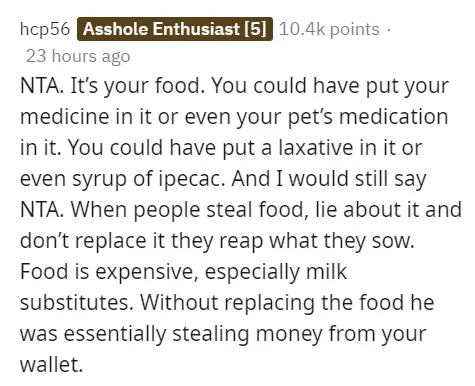 hcp56 Asshole Enthusiast [5] 10.4k points ·
23 hours ago
NTA. It’s your food. You could have put your
medicine in it or even your pet’s medication
in it. You could have put a laxative in it or
even syrup of ipecac. And I would still say
NTA. When people steal food, lie about it and
don’t replace it they reap what they sow.
Food is expensive, especially milk
substitutes. Without replacing the food he
was essentially stealing money from your
wallet.